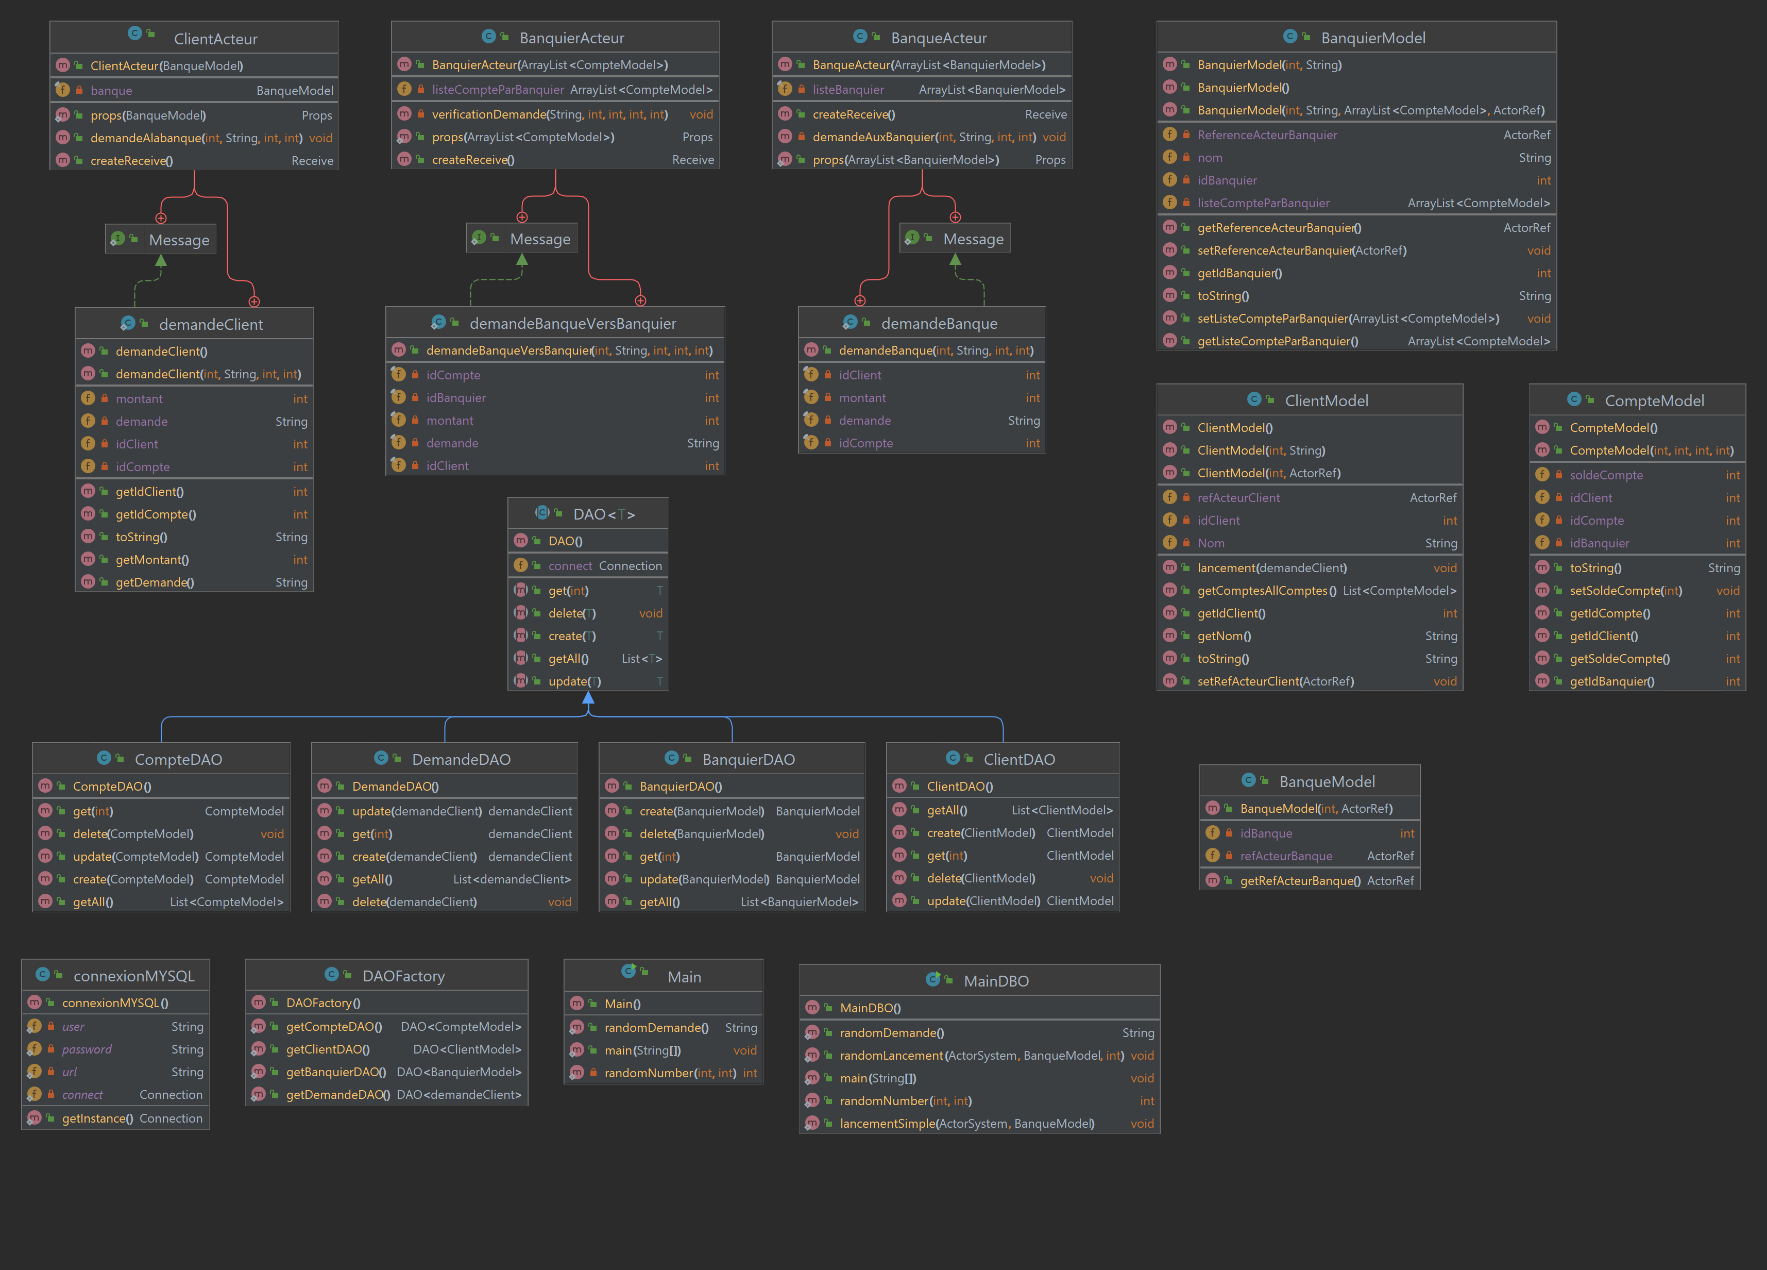 ClientActeur
ClientActeur(BanqueModel)
banque BanqueModel
props(BanqueModel) Props
demandeAlabanque(int, String, int, int) void
createReceive() Receive
BanquierActeur
BanquierActeur(ArrayList<CompteModel>)
listeCompteParBanquier ArrayList<CompteModel>
verificationDemande(String, int, int, int, int) void
props(ArrayList<CompteModel>) Props
createReceive() Receive
BanqueActeur
BanqueActeur(ArrayList<BanquierModel>)
listeBanquier ArrayList<BanquierModel>
createReceive() Receive
demandeAuxBanquier(int, String, int, int) void
props(ArrayList<BanquierModel>) Props
BanquierModel
BanquierModel(int, String)
BanquierModel()
BanquierModel(int, String, ArrayList<CompteModel>, ActorRef)
ReferenceActeurBanquier ActorRef
nom String
idBanquier int
listeCompteParBanquier ArrayList<CompteModel>
getReferenceActeurBanquier() ActorRef
setReferenceActeurBanquier(ActorRef) void
getIdBanquier() int
toString() String
setListeCompteParBanquier(ArrayList<CompteModel>) void
getListeCompteParBanquier() ArrayList<CompteModel>
Message
Message
Message
demandeClient
demandeClient()
demandeClient(int, String, int, int)
montant int
demande String
idClient int
idCompte int
getIdClient() int
getIdCompte() int
toString() String
getMontant() int
getDemande() String
demandeBanqueVersBanquier
demandeBanqueVersBanquier(int, String, int, int, int)
idCompte int
idBanquier int
montant int
demande String
idClient int
demandeBanque
demandeBanque(int, String, int, int)
idClient int
montant int
demande String
idCompte int
ClientModel
ClientModel()
ClientModel(int, String)
ClientModel(int, ActorRef)
refActeurClient ActorRef
idClient int
Nom String
lancement(demandeClient) void
getComptesAllComptes() List<CompteModel>
getIdClient() int
getNom() String
toString() String
setRefActeurClient(ActorRef) void
CompteModel
CompteModel()
CompteModel(int, int, int, int)
soldeCompte int
idClient int
idCompte int
idBanquier int
toString() String
setSoldeCompte(int) void
getIdCompte() int
getIdClient() int
getSoldeCompte() int
getIdBanquier() int
DAO<T>
DAO()
connect Connection
get(int) T
delete(T) void
create(T) T
getAll() List<T>
update(T) T
CompteDAO
CompteDAO()
get(int) CompteModel
delete(CompteModel) void
update(CompteModel) CompteModel
create(CompteModel) CompteModel
getAll() List<CompteModel>
DemandeDAO
DemandeDAO()
update(demandeClient) demandeClient
get(int) demandeClient
create(demandeClient) demandeClient
getAll() List<demandeClient>
delete(demandeClient) void
BanquierDAO
BanquierDAO()
create(BanquierModel) BanquierModel
delete(BanquierModel) void
get(int) BanquierModel
update(BanquierModel) BanquierModel
getAll() List<BanquierModel>
ClientDAO
ClientDAO()
getAll() List<ClientModel>
create(ClientModel) ClientModel
get(int) ClientModel
delete(ClientModel) void
update(ClientModel) ClientModel
BanqueModel
BanqueModel(int, ActorRef)
idBanque int
refActeurBanque ActorRef
getRefActeurBanque() ActorRef
connexionMYSQL
connexionMYSQL()
user String
password String
url String
connect Connection
getInstance() Connection
DAOFactory
DAOFactory()
getCompteDAO() DAO<CompteModel>
getClientDAO() DAO<ClientModel>
getBanquierDAO() DAO<BanquierModel>
getDemandeDAO() DAO<demandeClient>
Main
Main()
randomDemande() String
main(String[]) void
randomNumber(int, int) int
MainDBO
MainDBO()
randomDemande() String
randomLancement(ActorSystem, BanqueModel, int) void
main(String[]) void
randomNumber(int, int) int
lancementSimple(ActorSystem, BanqueModel) void